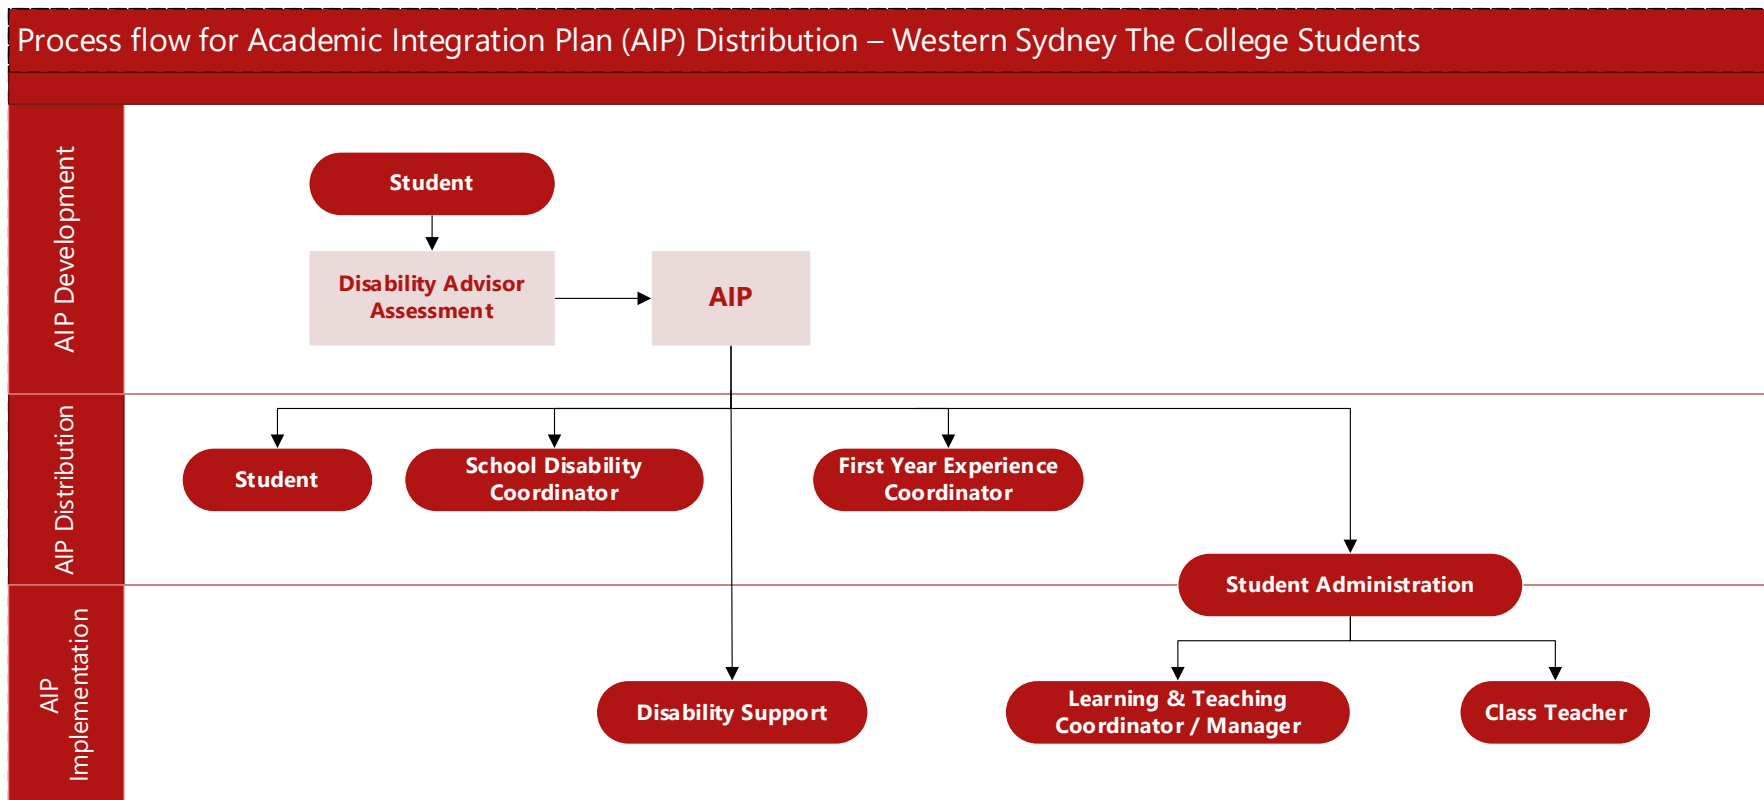 Process flow for Academic Integration Plan (AIP) Distribution – Western Sydney The College Students
AIP Development
Student
Disability Advisor
Assessment
AIP
AIP Distribution
Student
School Disability
Coordinator
First Year Experience
Coordinator
Student Administration
AIP
Implementation
Disability Support
Learning & Teaching
Coordinator / Manager
Class Teacher